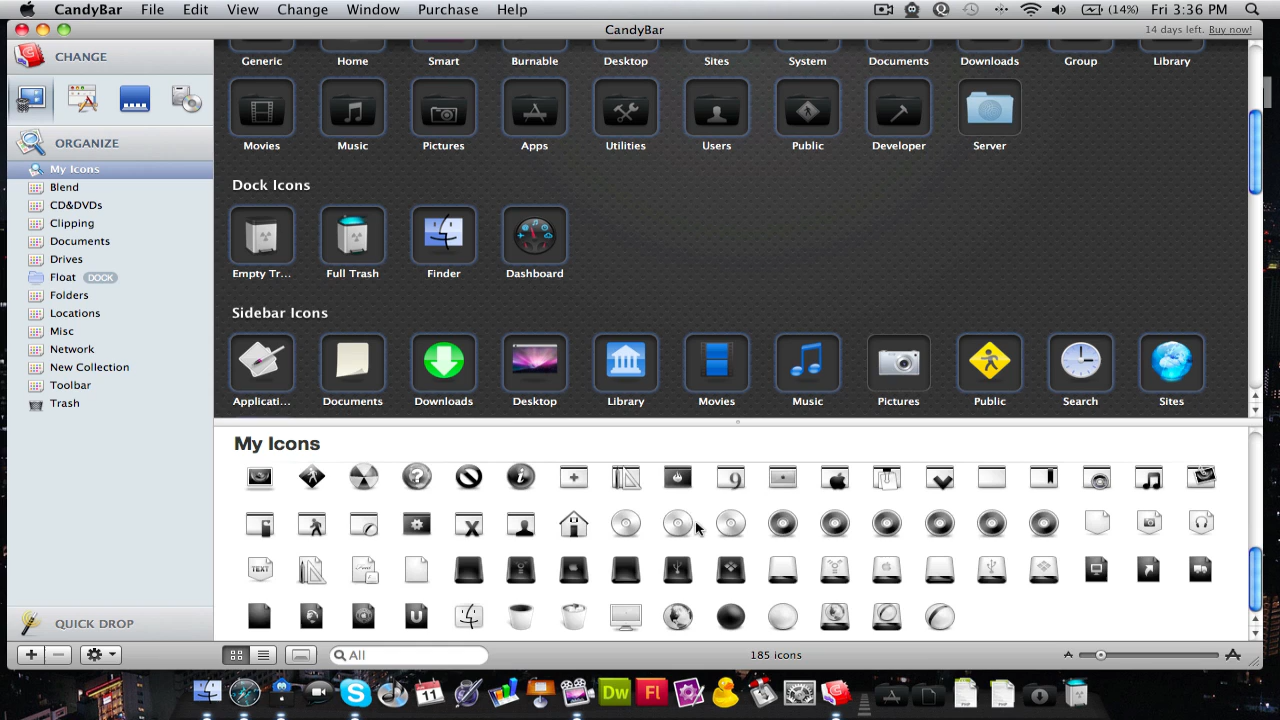 CandyBar File Edit View Change Window Purchase Help (14%) Fri 3:36 PM
CandyBar 14 days left. Buy now!
CHANGE
ORGANIZE
My Icons
Blend
CD&DVDs
Clipping
Documents
Drives
Float DOCK
Folders
Locations
Misc
Network
New Collection
Toolbar
Trash
QUICK DROP
Generic Home Smart Burnable Desktop Sites System Documents Downloads Group Library
Movies Music Pictures Apps Utilities Users Public Developer Server
Dock Icons
Empty Tr... Full Trash Finder Dashboard
Sidebar Icons
Applicati... Documents Downloads Desktop Library Movies Music Pictures Public Search Sites
My Icons
9
TEXT
All
185 icons
11 Dw Fl